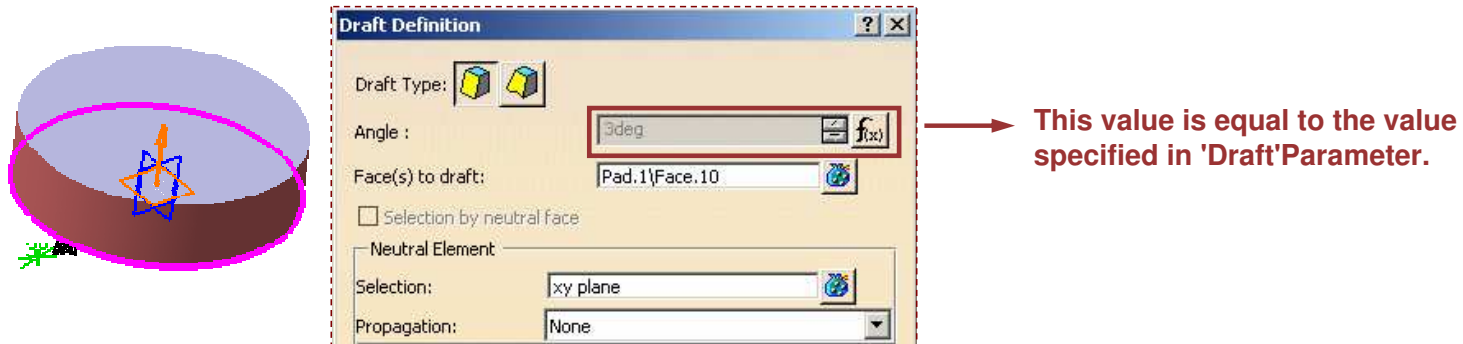 Draft Definition
? X
Draft Type:
Angle :
3deg
f(x)
This value is equal to the value
specified in 'Draft'Parameter.
Face(s) to draft:
Pad.1\Face.10
Selection by neutral face
Neutral Element
Selection:
xy plane
Propagation:
None